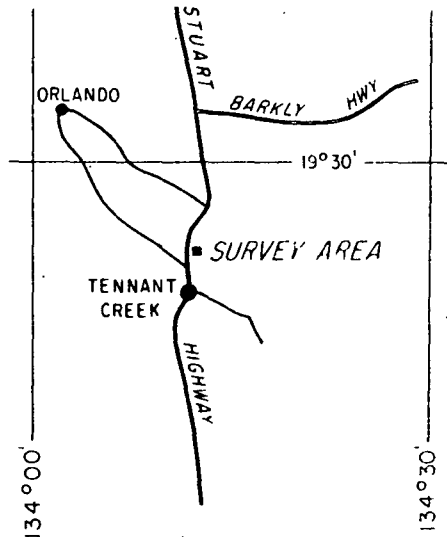 STUART
ORLANDO
BARKLY HWY
19°30'
SURVEY AREA
TENNANT
CREEK
HIGHWAY
134°00'
134°30'